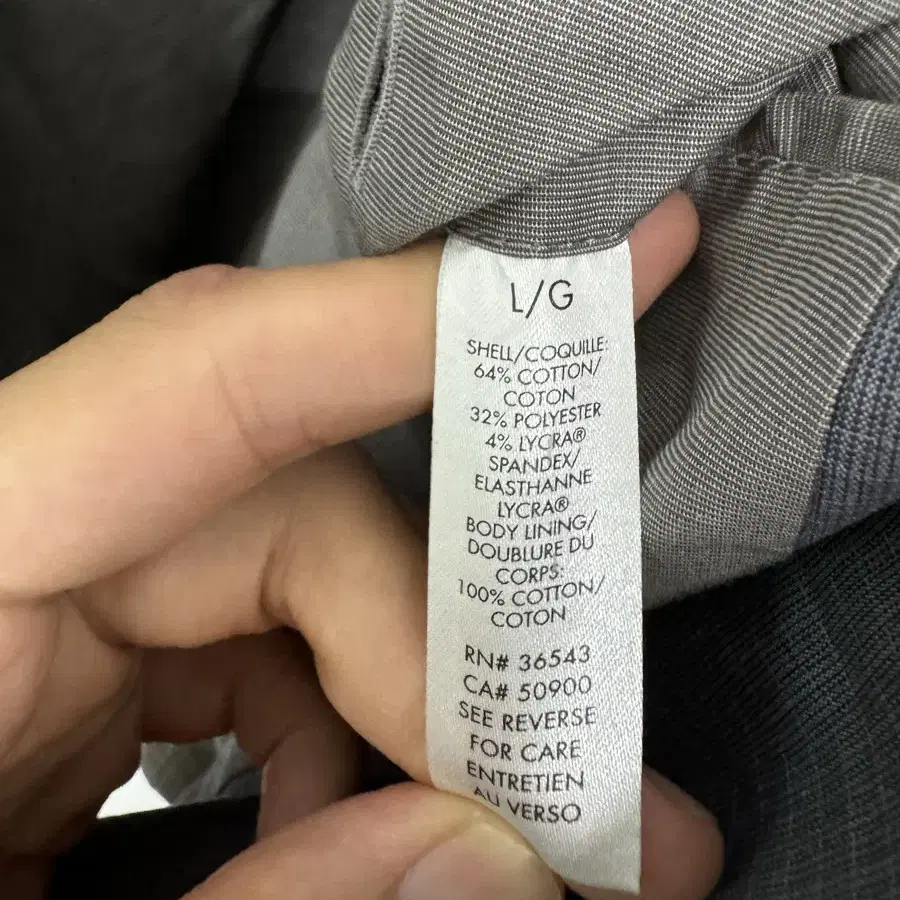 L/G
SHELL/COQUILLE:
64% COTTON/
COTON
32% POLYESTER
4% LYCRA®
SPANDEX/
ELASTHANNE
LYCRA®
BODY LINING/
DOUBLURE DU
CORPS:
100% COTTON/
COTON
RN# 36543
CA# 50900
SEE REVERSE
FOR CARE
ENTRETIEN
AU VERSO